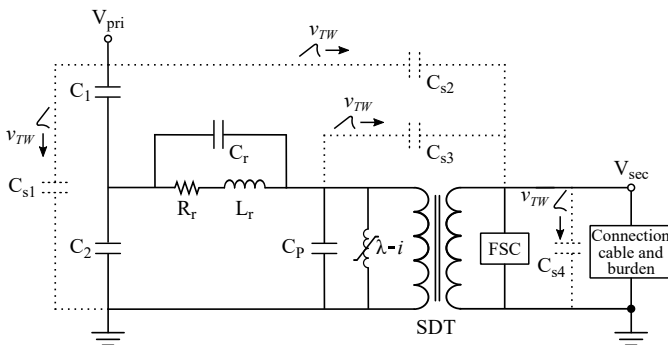 V_pri
v_TW
C_s2
C_1
v_TW
v_TW
C_s3
C_r
C_s1
R_r
L_r
V_sec
v_TW
C_2
C_P
λ-i
FSC
C_s4
Connection
cable and
burden
SDT